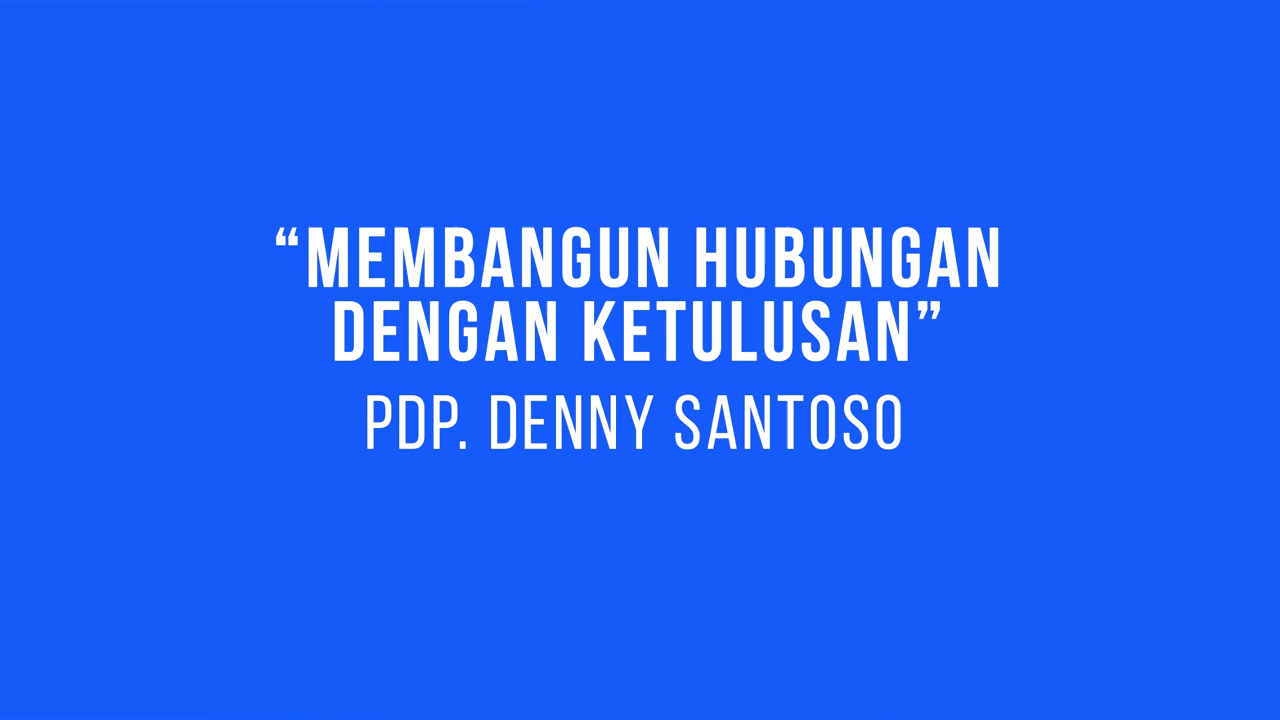 “MEMBANGUN HUBUNGAN
DENGAN KETULUSAN”
PDP. DENNY SANTOSO